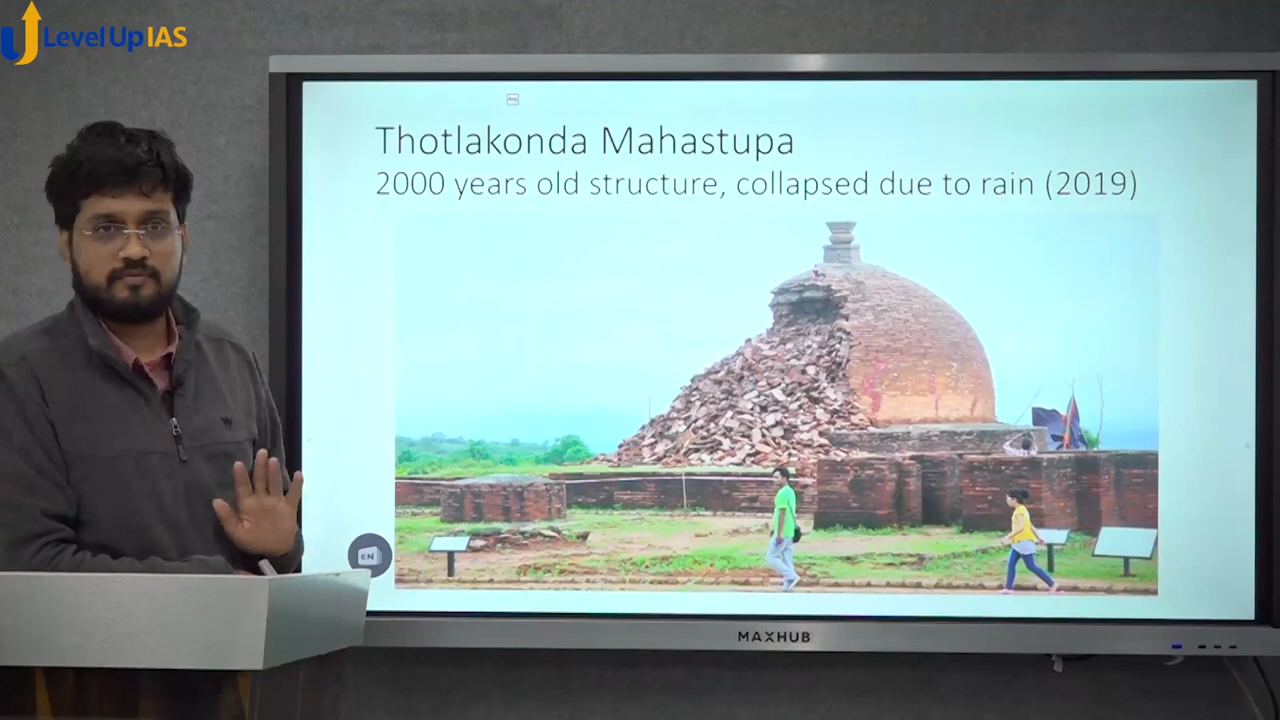 Level Up IAS
Thotlakonda Mahastupa
2000 years old structure, collapsed due to rain (2019)
EN
MAXHUB